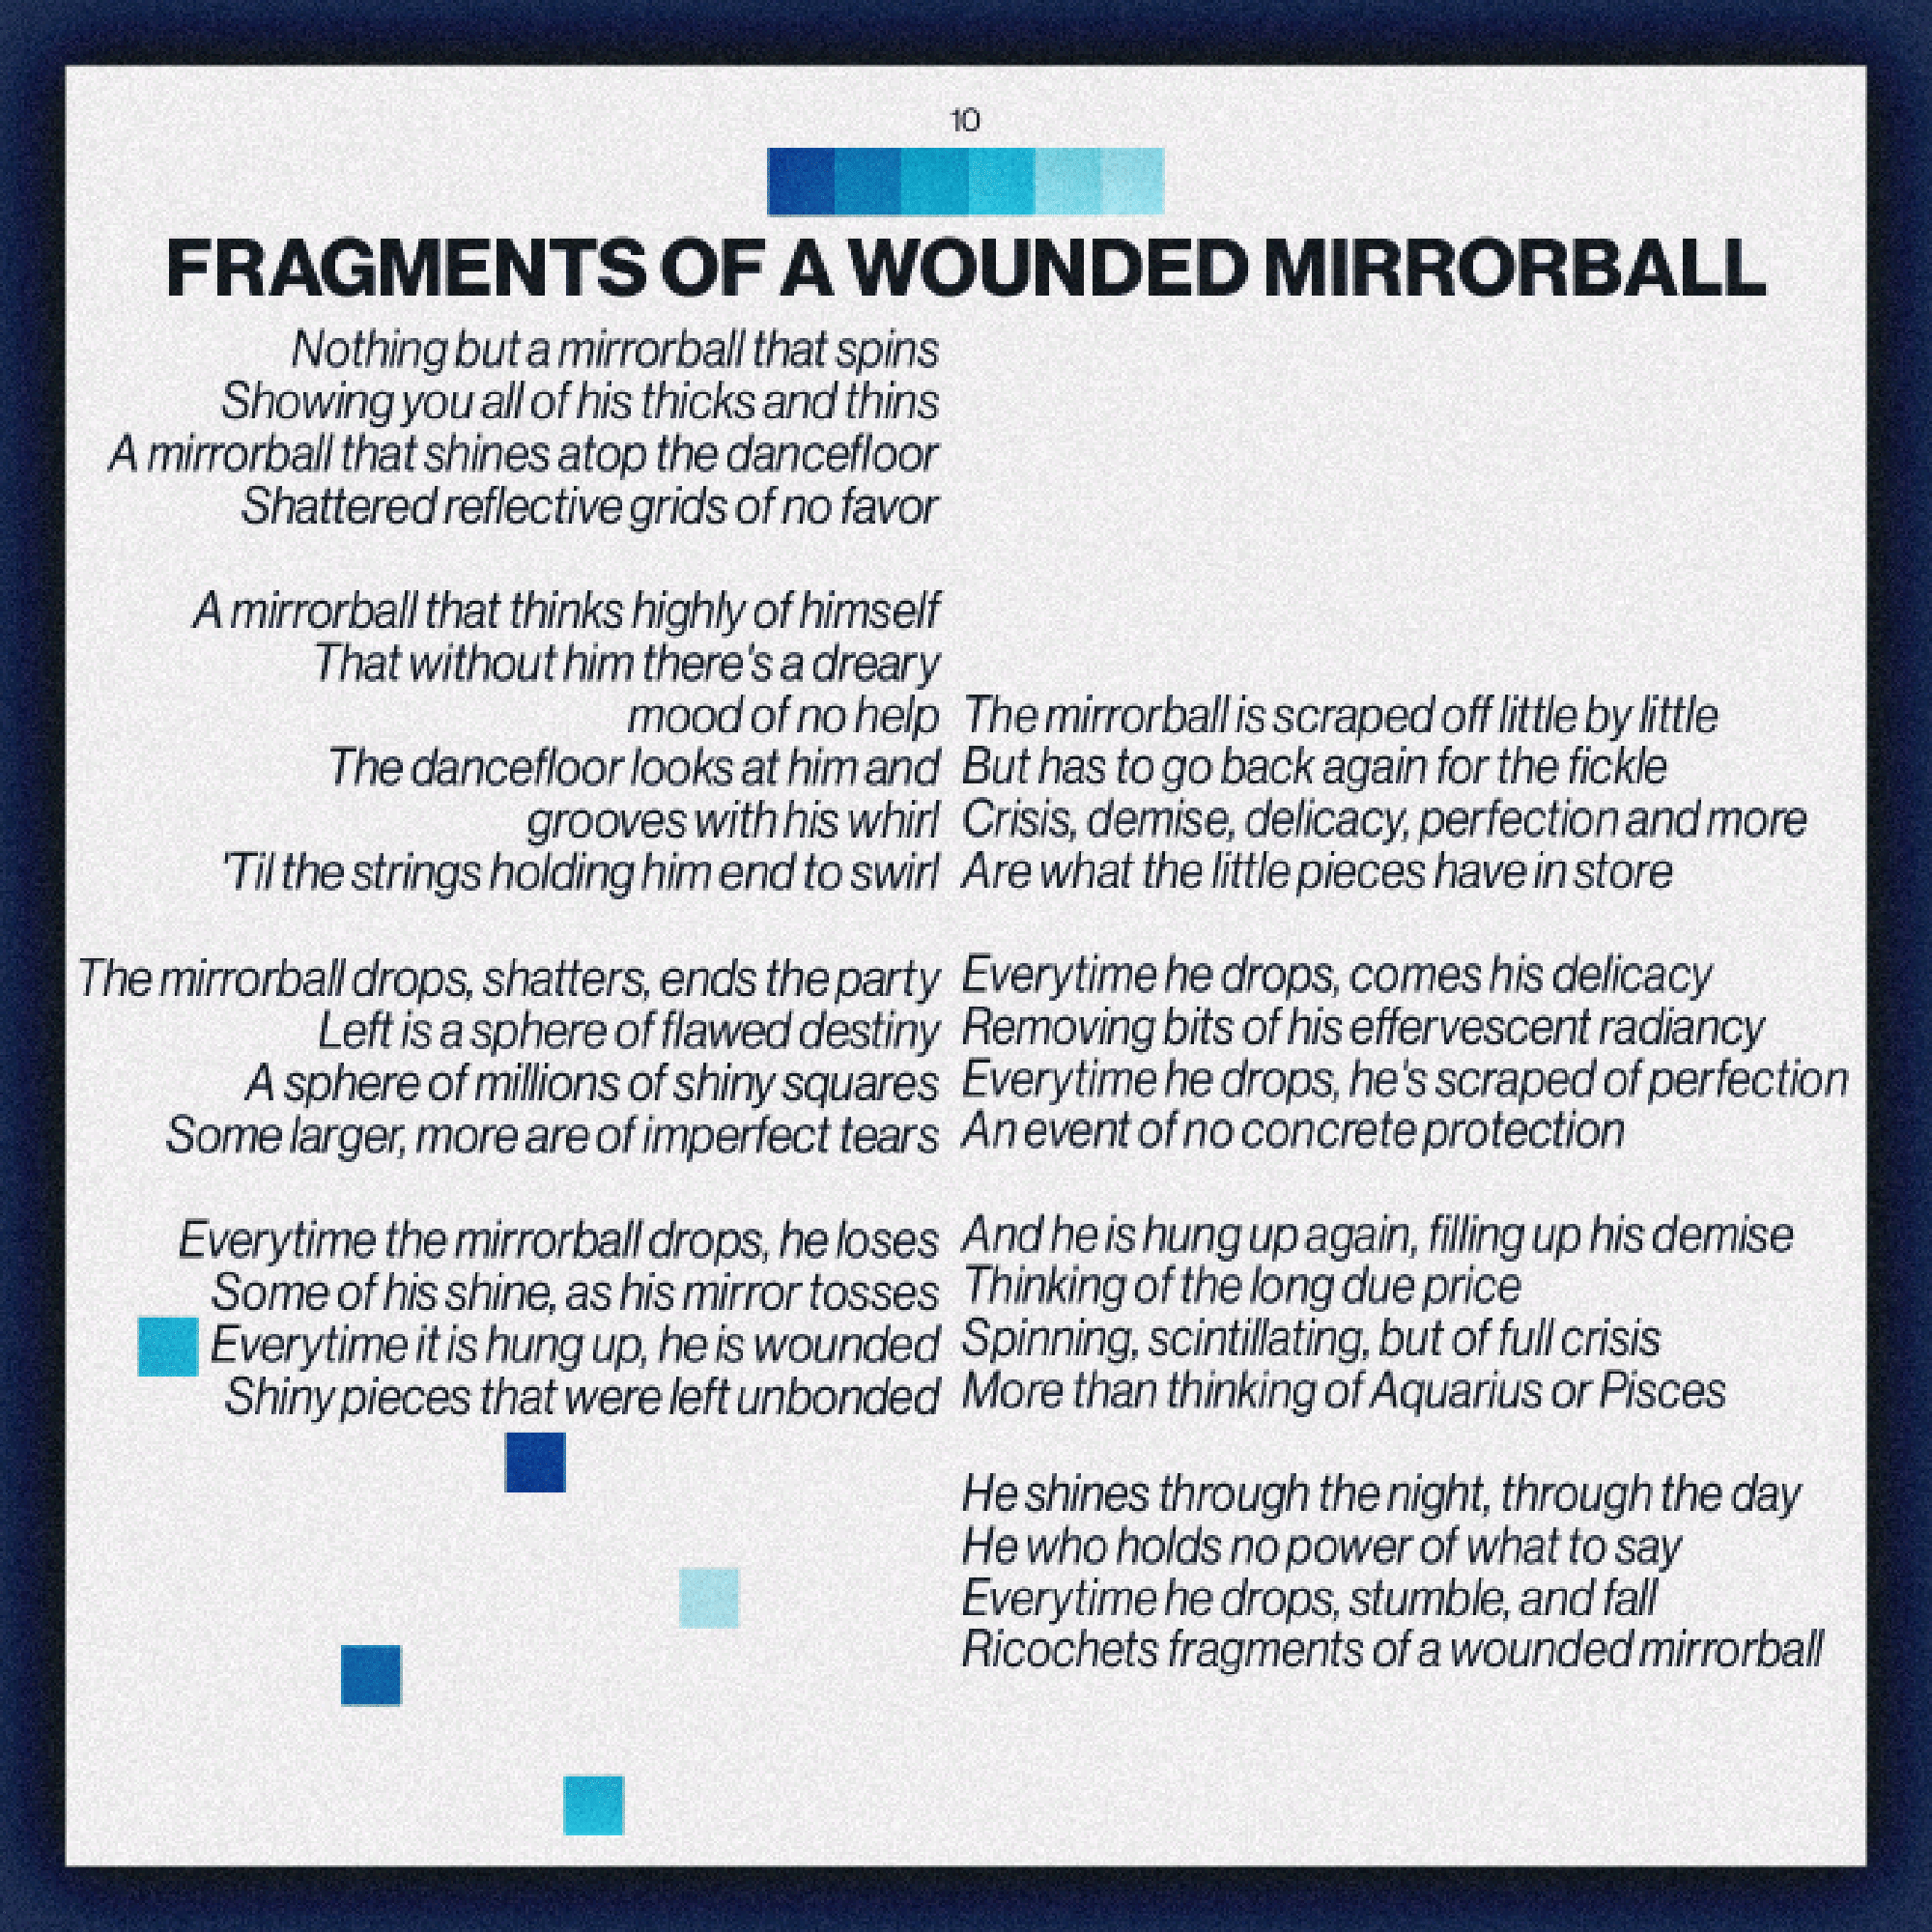 10
FRAGMENTS OF A WOUNDED MIRRORBALL
Nothing but a mirrorball that spins
Showing you all of his thicks and thins
A mirrorball that shines atop the dancefloor
Shattered reflective grids of no favor
A mirrorball that thinks highly of himself
That without him there's a dreary
mood of no help
The dancefloor looks at him and
grooves with his whirl
'Til the strings holding him end to swirl
The mirrorball drops, shatters, ends the party
Left is a sphere of flawed destiny
A sphere of millions of shiny squares
Some larger, more are of imperfect tears
Everytime the mirrorball drops, he loses
Some of his shine, as his mirror tosses
Everytime it is hung up, he is wounded
Shiny pieces that were left unbonded
The mirrorball is scraped off little by little
But has to go back again for the fickle
Crisis, demise, delicacy, perfection and more
Are what the little pieces have in store
Everytime he drops, comes his delicacy
Removing bits of his effervescent radiancy
Everytime he drops, he's scraped of perfection
An event of no concrete protection
And he is hung up again, filling up his demise
Thinking of the long due price
Spinning, scintillating, but of full crisis
More than thinking of Aquarius or Pisces
He shines through the night, through the day
He who holds no power of what to say
Everytime he drops, stumble, and fall
Ricochets fragments of a wounded mirrorball